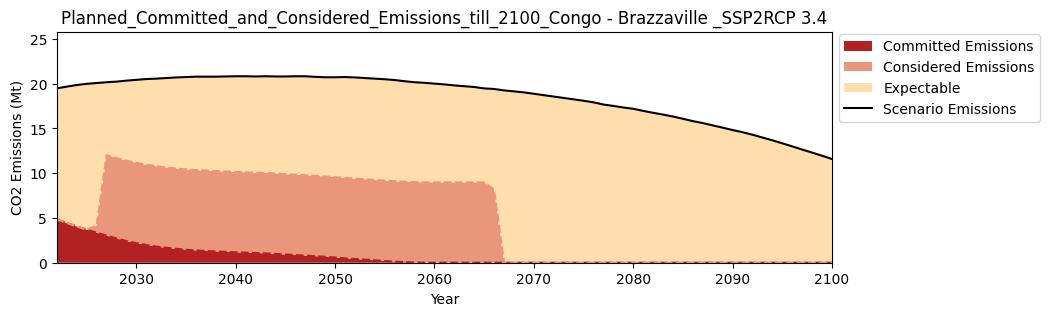 Planned_Committed_and_Considered_Emissions_till_2100_Congo - Brazzaville _SSP2RCP 3.4
25
20
15
10
5
0
CO2 Emissions (Mt)
2030 2040 2050 2060 2070 2080 2090 2100
Year
Committed Emissions
Considered Emissions
Expectable
Scenario Emissions